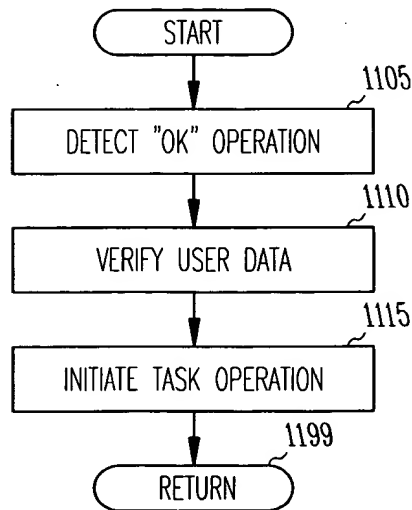 START
1105
DETECT "OK" OPERATION
1110
VERIFY USER DATA
1115
INITIATE TASK OPERATION
1199
RETURN